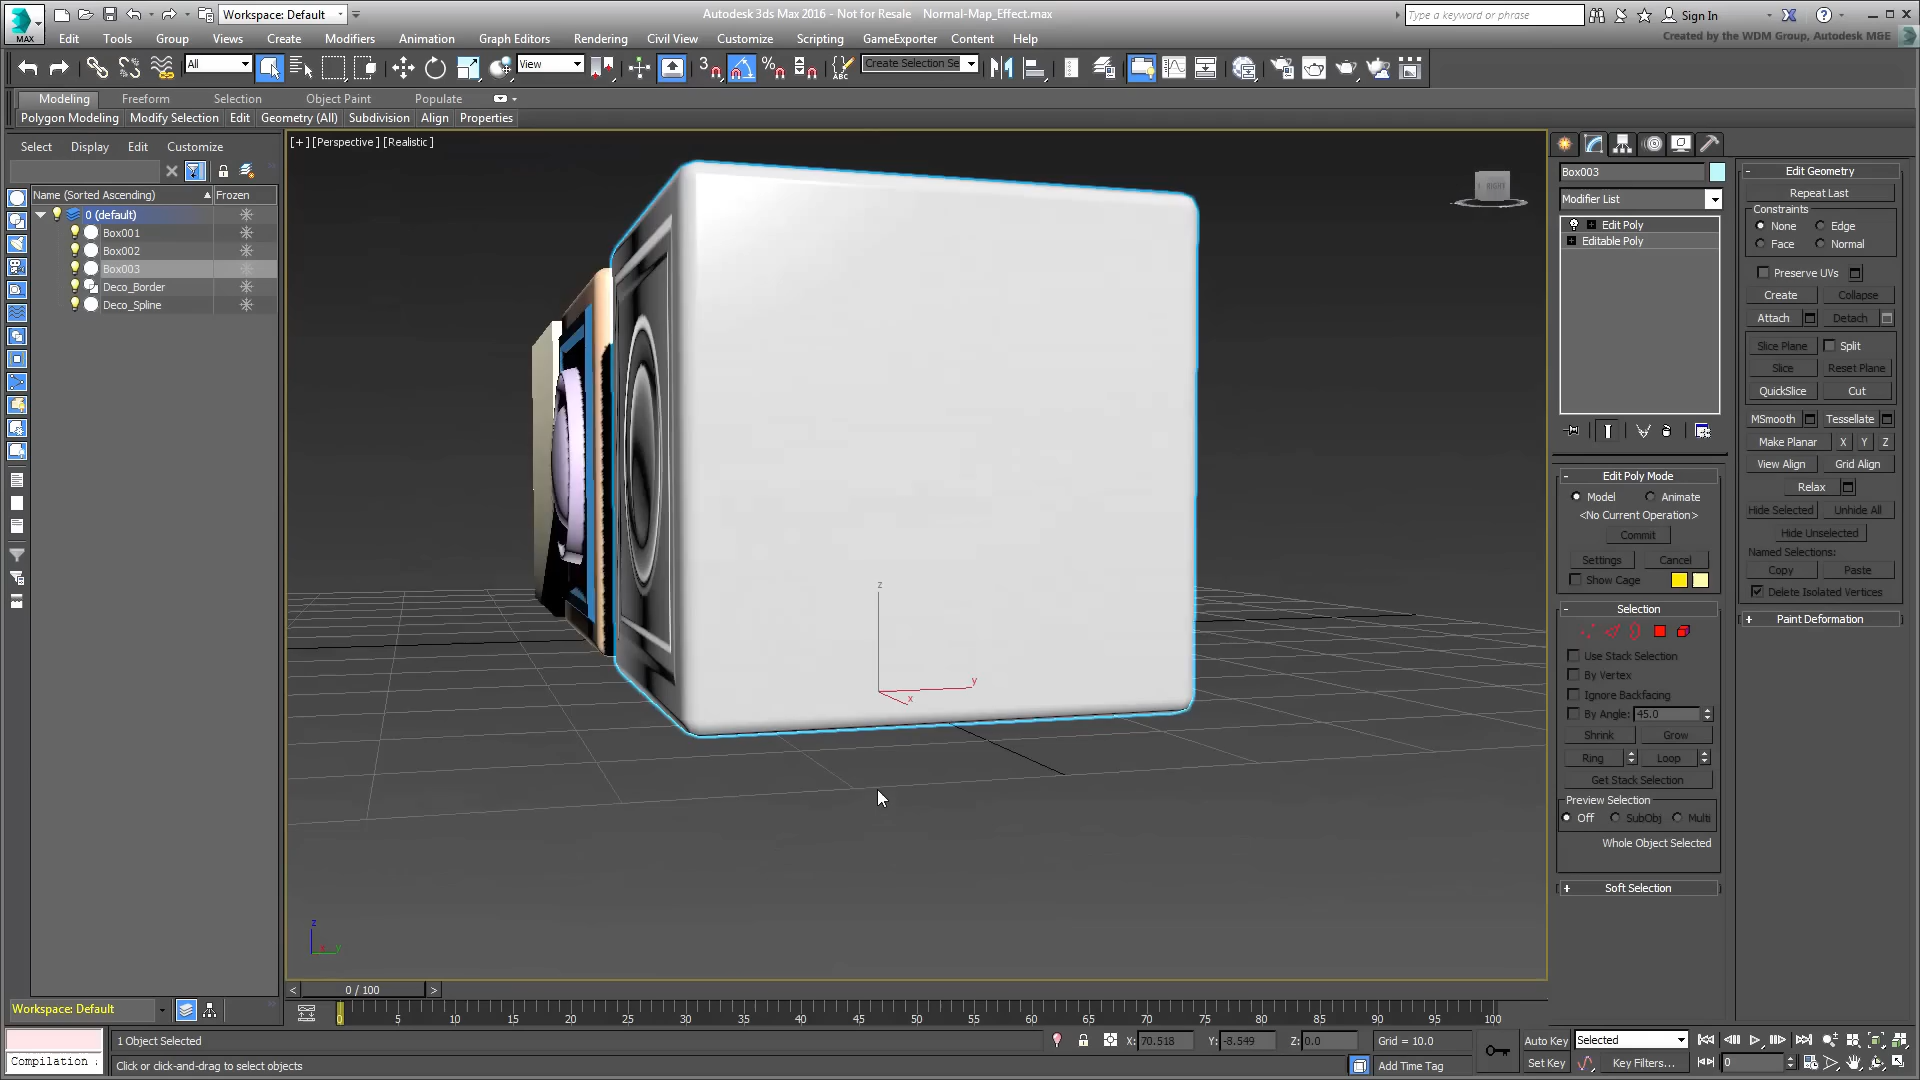 Workspace: Default
Autodesk 3ds Max 2016 - Not for Resale Normal-Map_Effect.max
Type a keyword or phrase
Sign In
MAX
Edit Tools Group Views Create Modifiers Animation Graph Editors Rendering Civil View Customize Scripting GameExporter Content Help
Created by the WDM Group, Autodesk M&E
All
View
3
Create Selection Se
Modeling Freeform Selection Object Paint Populate
Polygon Modeling Modify Selection Edit Geometry (All) Subdivision Align Properties
Select Display Edit Customize
Name (Sorted Ascending) Frozen
0 (default)
Box001
Box002
Box003
Deco_Border
Deco_Spline
[+] [Perspective] [Realistic]
RIGHT
z
y
x
z
x y
Box003
Modifier List
Edit Poly
Editable Poly
Edit Poly Mode
Model Animate
<No Current Operation>
Commit
Settings Cancel
Show Cage
Selection
Use Stack Selection
By Vertex
Ignore Backfacing
By Angle: 45.0
Shrink Grow
Ring Loop
Get Stack Selection
Preview Selection
Off SubObj Multi
Whole Object Selected
Soft Selection
Edit Geometry
Repeat Last
Constraints
None Edge
Face Normal
Preserve UVs
Create Collapse
Attach Detach
Slice Plane Split
Slice Reset Plane
QuickSlice Cut
MSmooth Tessellate
Make Planar X Y Z
View Align Grid Align
Relax
Hide Selected Unhide All
Hide Unselected
Named Selections:
Copy Paste
Delete Isolated Vertices
Paint Deformation
< 0 / 100 >
0 5 10 15 20 25 30 35 40 45 50 55 60 65 70 75 80 85 90 95 100
Workspace: Default
Compilation
1 Object Selected
Click or click-and-drag to select objects
X: 70.518 Y: -8.549 Z: 0.0 Grid = 10.0
Add Time Tag
Auto Key Selected
Set Key Key Filters... 0